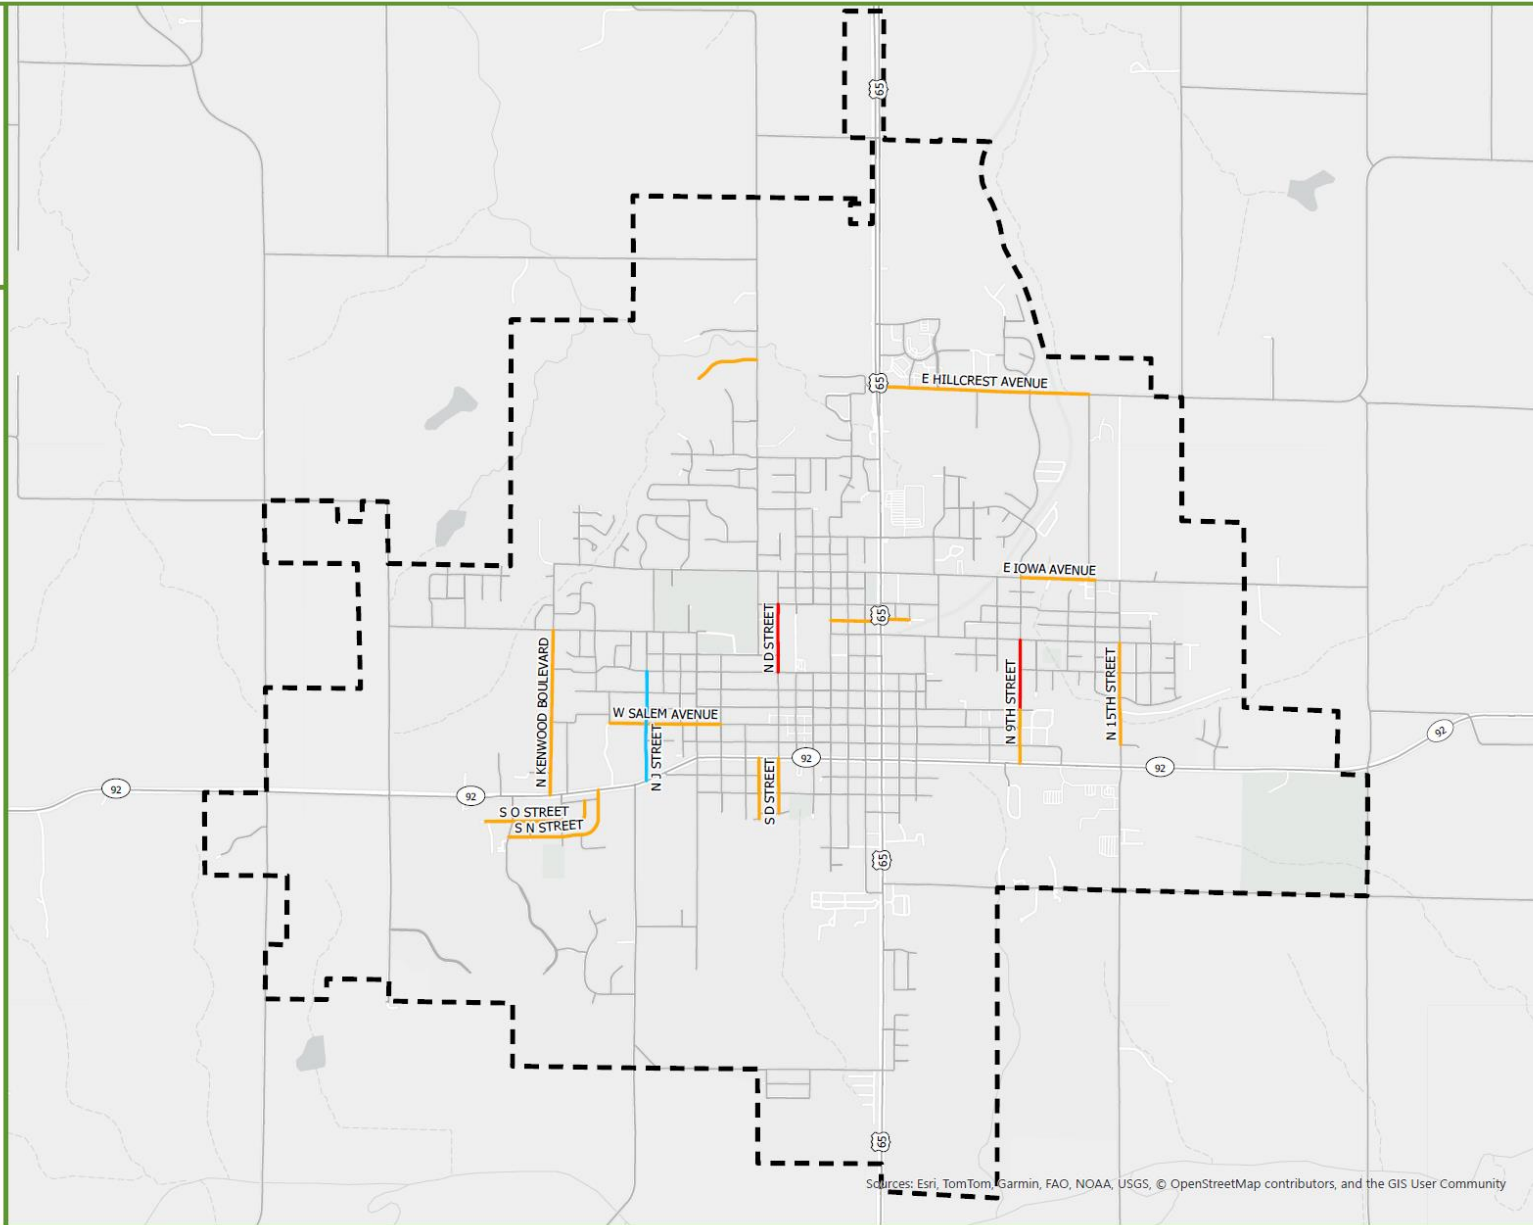 65
65
E HILLCREST AVENUE
E IOWA AVENUE
65
N D STREET
N KENWOOD BOULEVARD
N 9TH STREET
N 15TH STREET
W SALEM AVENUE
N J STREET
92
92
92
92
92
S D STREET
S O STREET
S N STREET
65
65
Sources: Esri, TomTom, Garmin, FAO, NOAA, USGS, © OpenStreetMap contributors, and the GIS User Community